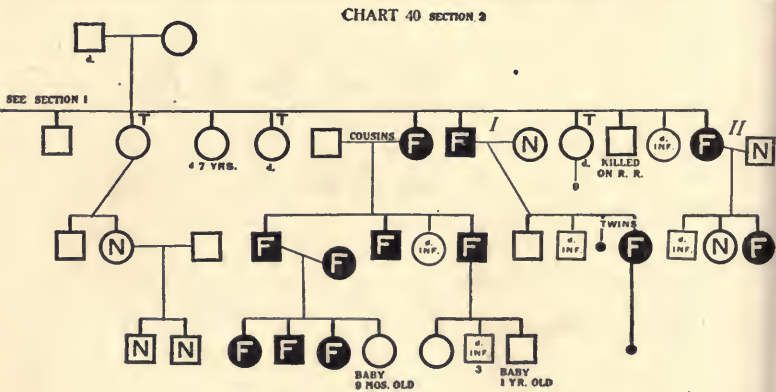 CHART 40 SECTION 2
d.
SEE SECTION 1
T T I T II
COUSINS F F N F N
d 7 YRS. d. d. KILLED ON R. R. d. INF.
0
TWINS
N F F d. INF. F d. INF. F d. INF. N F
F
N N F F F d. INF.
3
BABY
9 MOS. OLD
BABY
1 YR. OLD